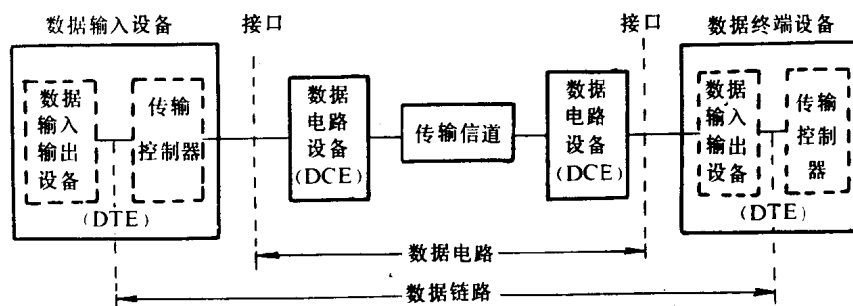 数据输入设备
接口
接口
数据终端设备
数据
输入
输出
设备
传输
控制器
(DTE)
数据
电路
设备
(DCE)
传输信道
数据
电路
设备
(DCE)
数据
输入
输出
设备
传输
控制
器
(DTE)
数据电路
数据链路